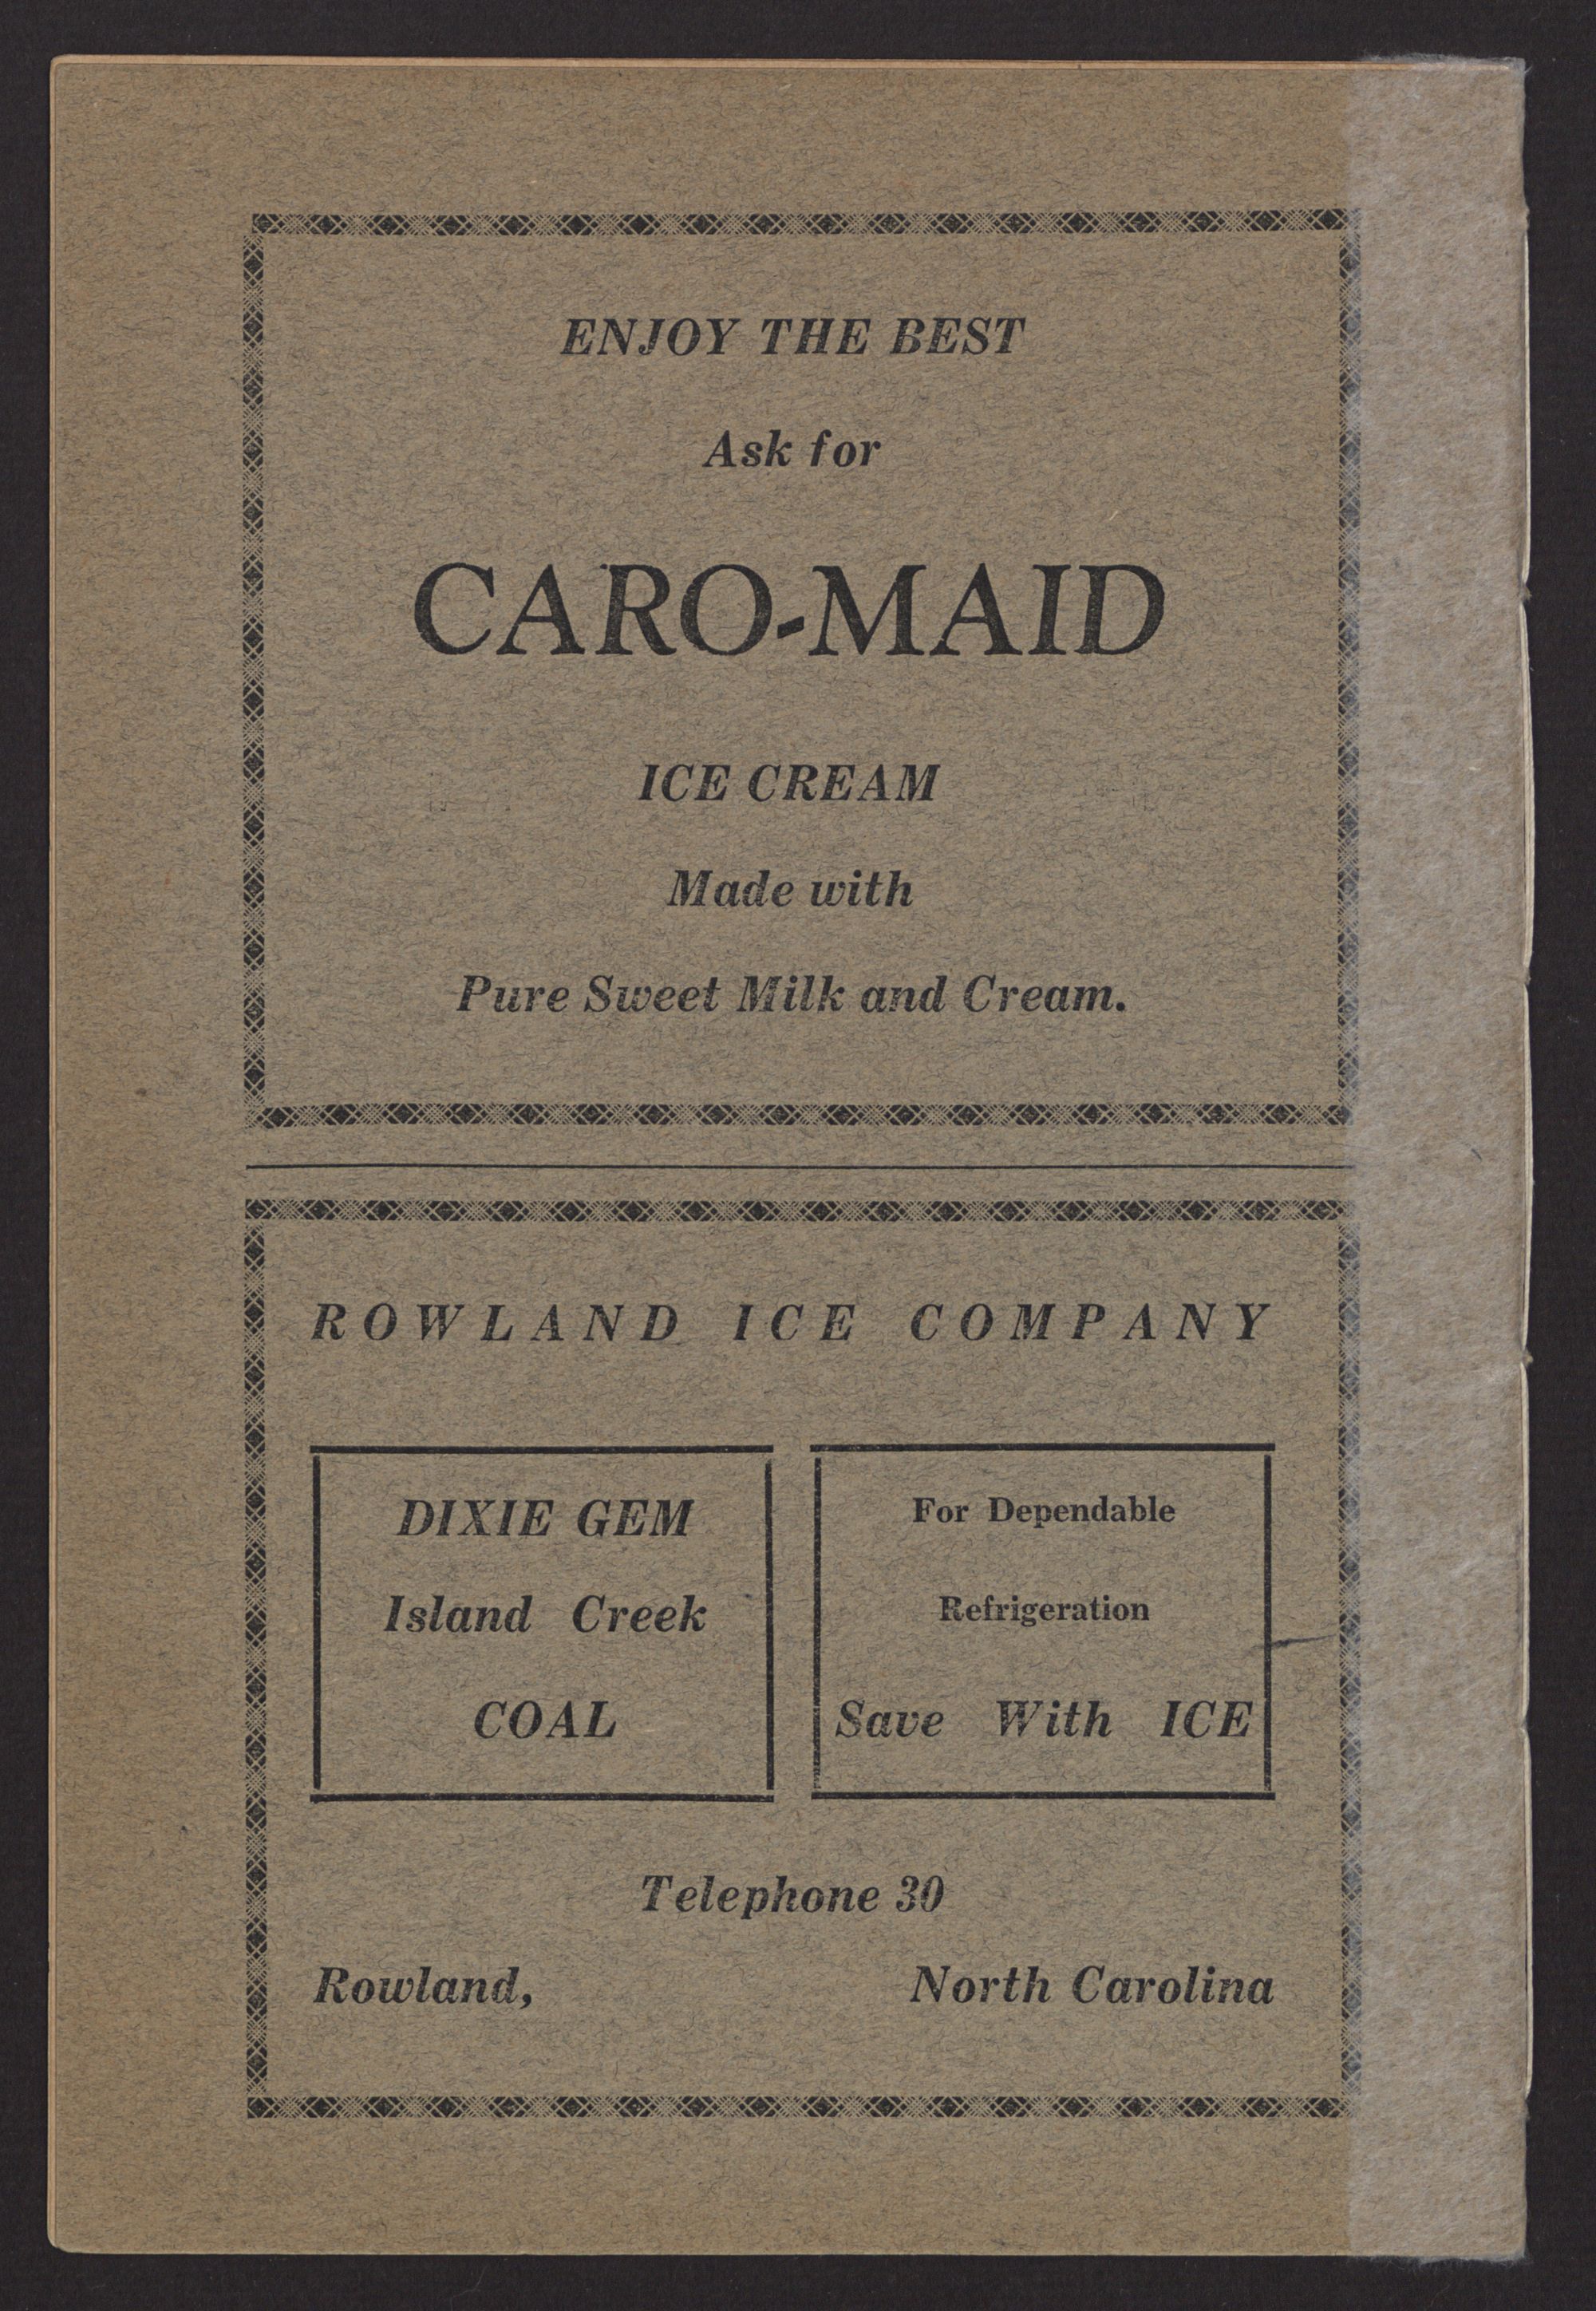 ENJOY THE BEST
Ask for
CARO-MAID
ICE CREAM
Made with
Pure Sweet Milk and Cream.
ROWLAND ICE COMPANY
DIXIE GEM
Island Creek
COAL
For Dependable
Refrigeration
Save With ICE
Telephone 30
Rowland, North Carolina